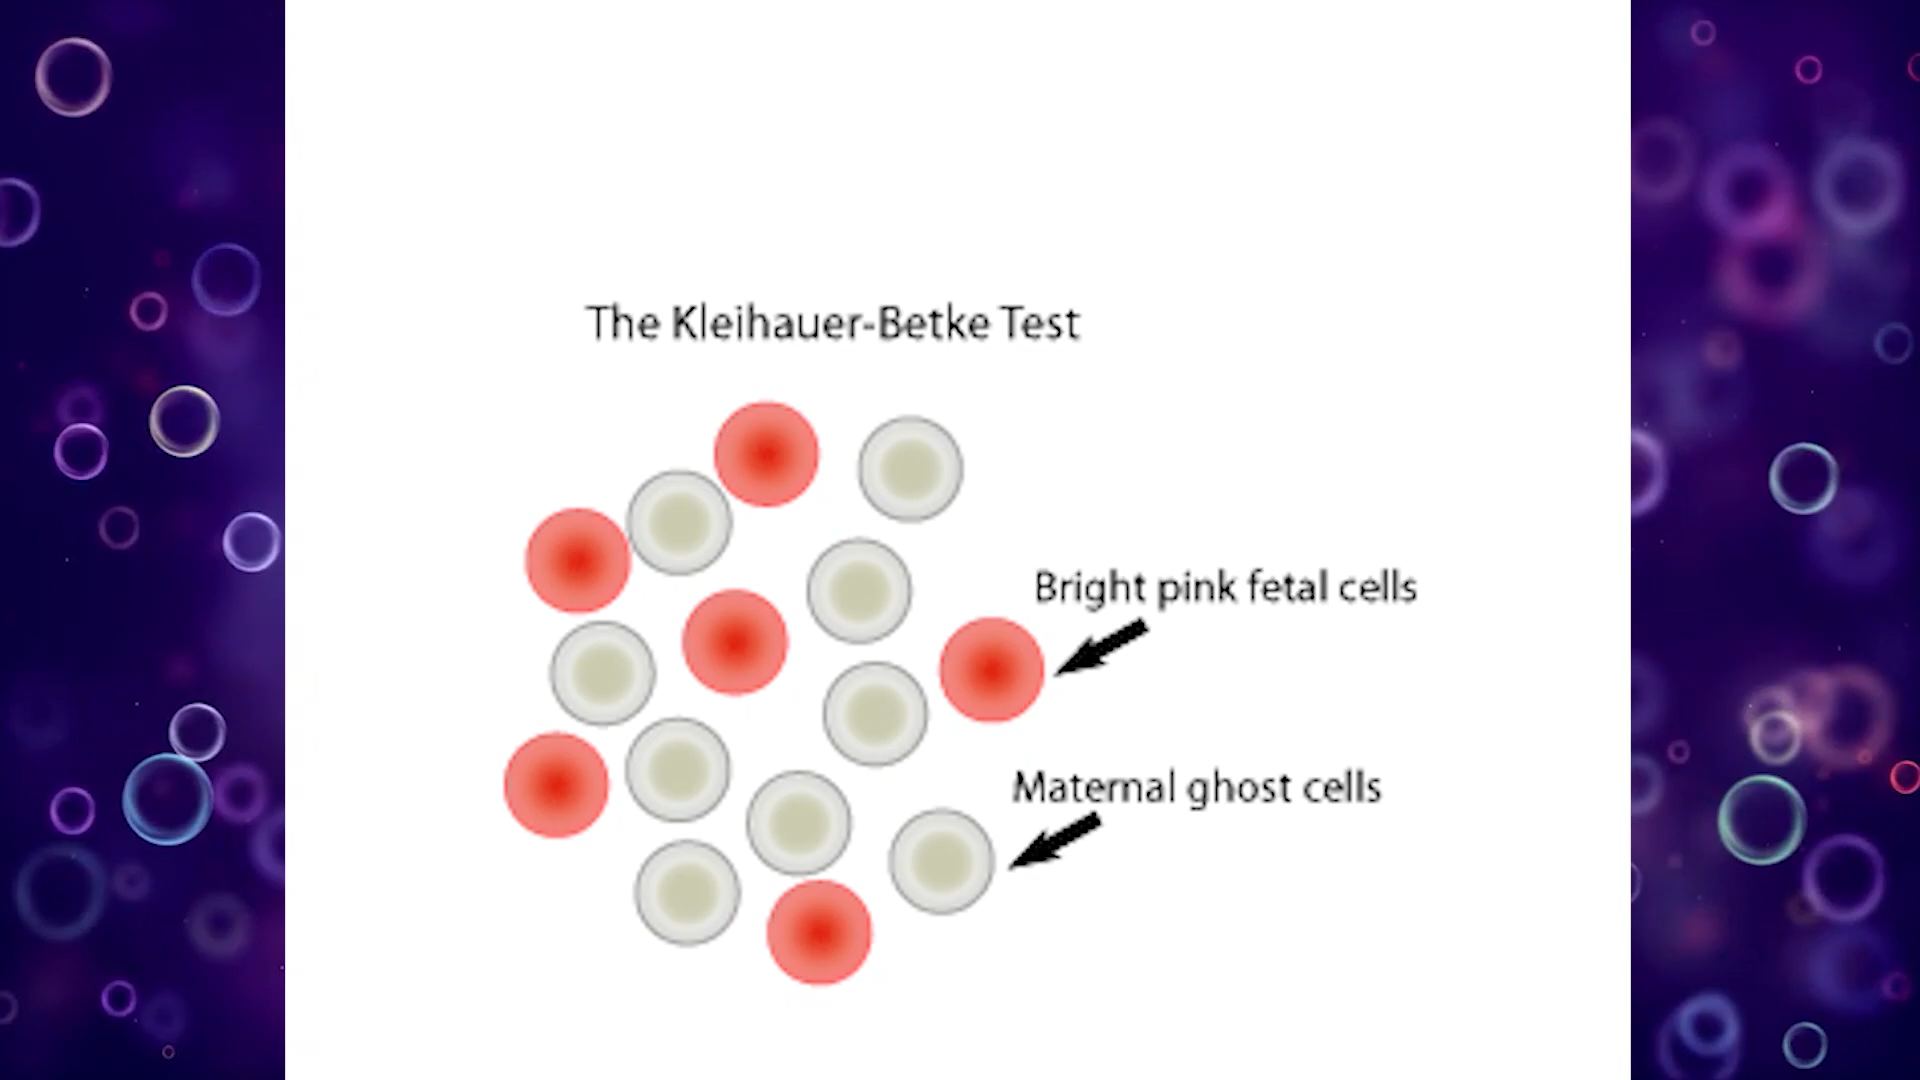 The Kleihauer-Betke Test
Bright pink fetal cells
Maternal ghost cells